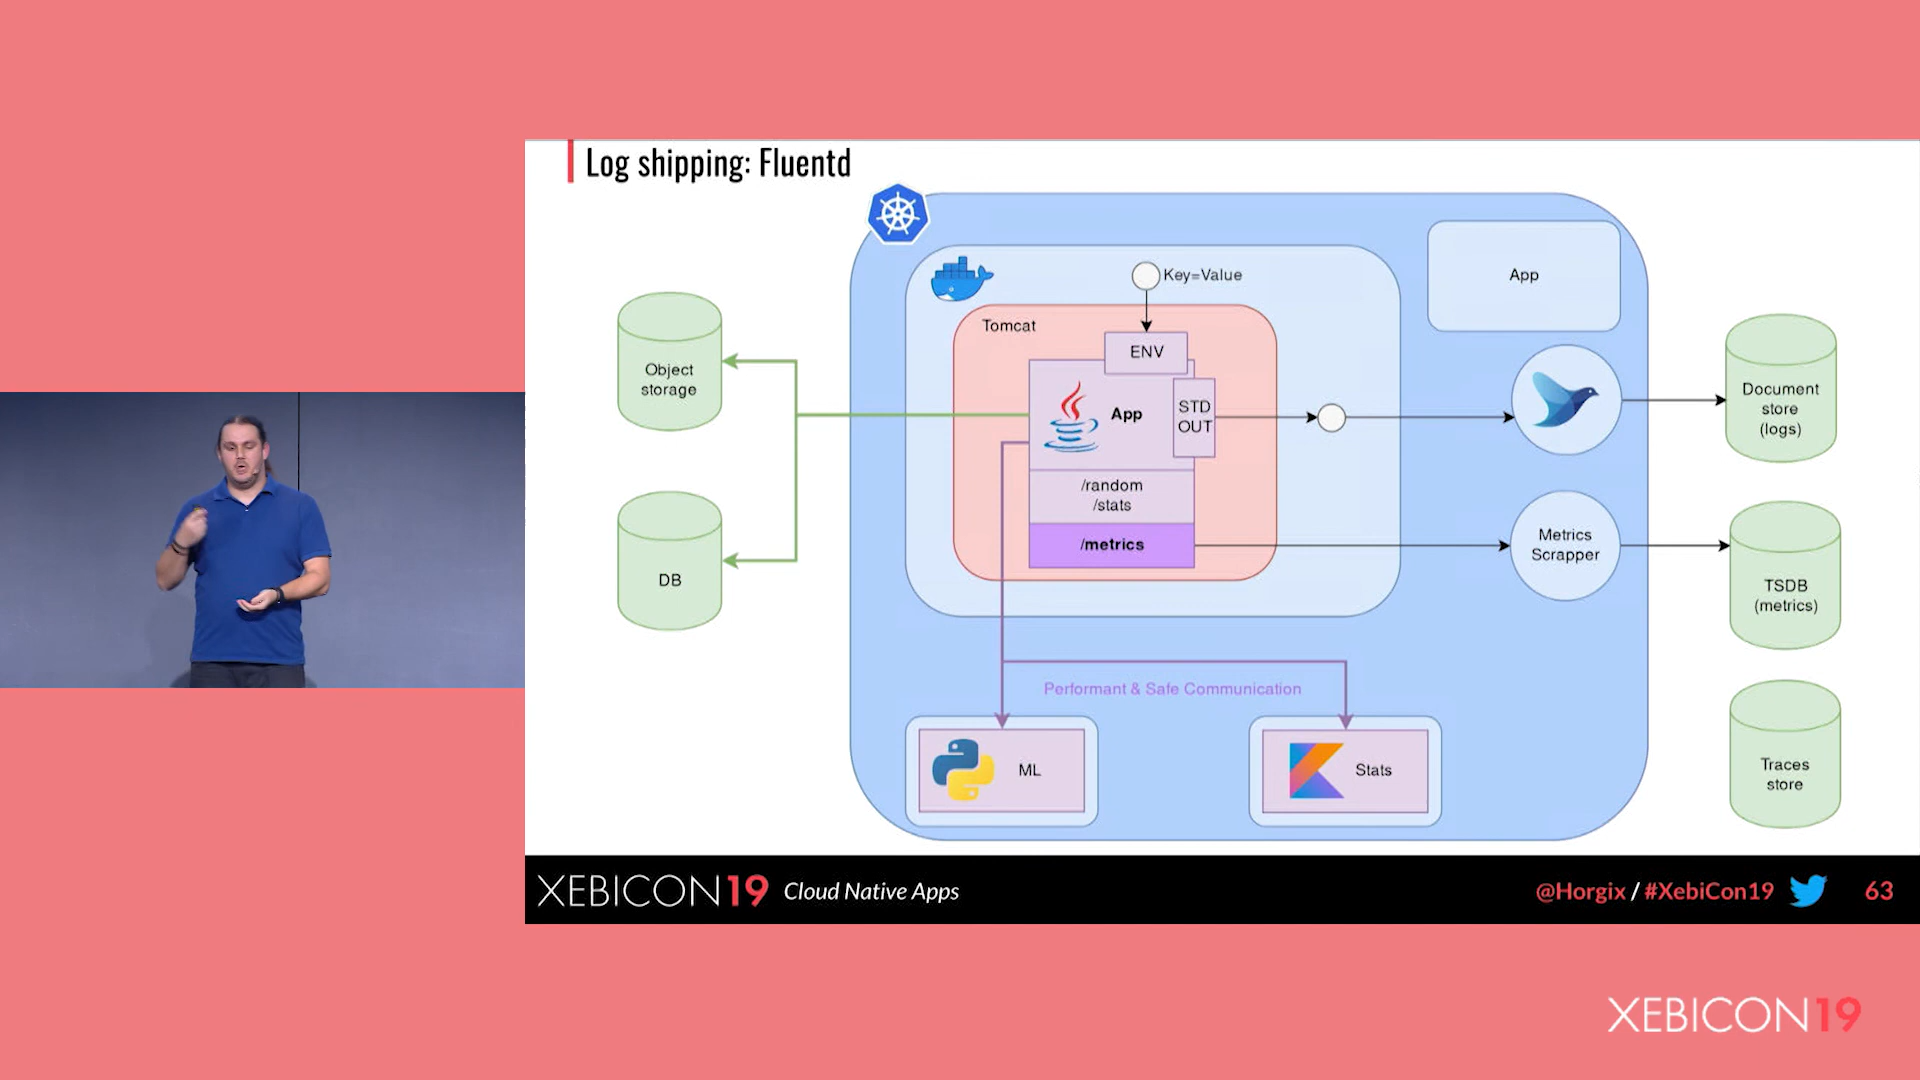 Log shipping: Fluentd
Key=Value
App
Tomcat
ENV
Object
storage
App
STD
OUT
Document
store
(logs)
/random
/stats
/metrics
Metrics
Scrapper
DB
TSDB
(metrics)
Performant & Safe Communication
ML
Stats
Traces
store
XEBICON19 Cloud Native Apps
@Horgix / #XebiCon19 63
XEBICON19